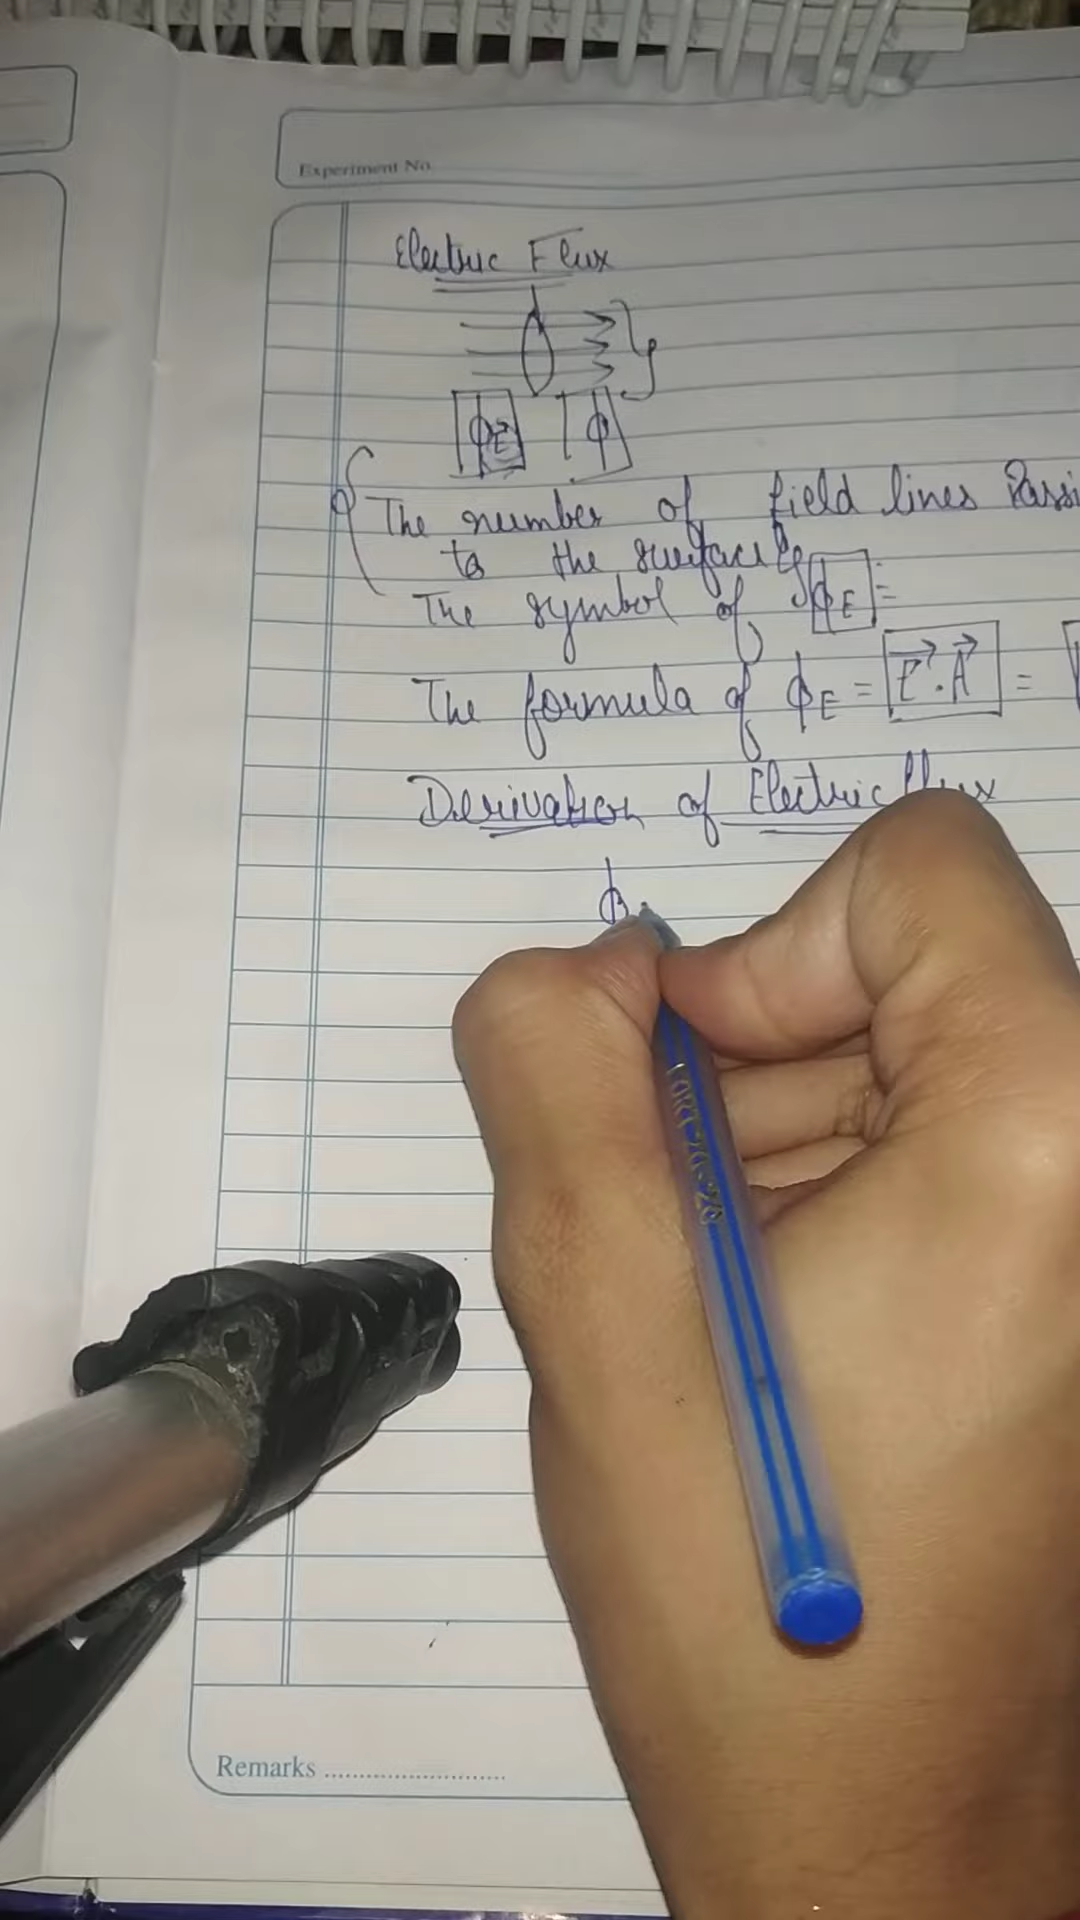 Experiment No.
Electric Flux
ϕE ϕ
The number of field lines Passi
to the surface
The symbol of ϕE =
The formula of ϕE = E⃗ . A⃗ =
Derivation of Electric flux
ϕ
Remarks ..........................